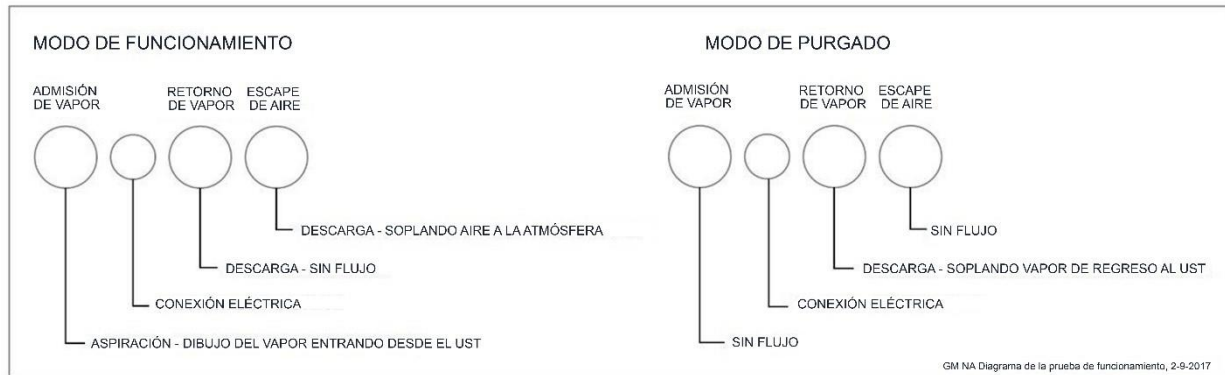 MODO DE FUNCIONAMIENTO
ADMISIÓN
DE VAPOR
RETORNO
DE VAPOR
ESCAPE
DE AIRE
DESCARGA - SOPLANDO AIRE A LA ATMÓSFERA
DESCARGA - SIN FLUJO
CONEXIÓN ELÉCTRICA
ASPIRACIÓN - DIBUJO DEL VAPOR ENTRANDO DESDE EL UST
MODO DE PURGADO
ADMISIÓN
DE VAPOR
RETORNO
DE VAPOR
ESCAPE
DE AIRE
SIN FLUJO
DESCARGA - SOPLANDO VAPOR DE REGRESO AL UST
CONEXIÓN ELÉCTRICA
SIN FLUJO
GM NA Diagrama de la prueba de funcionamiento, 2-9-2017